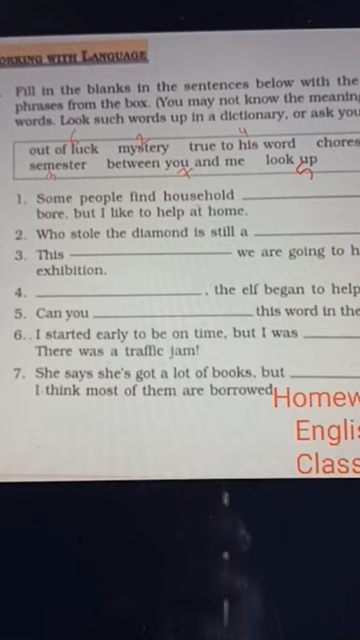 ORKING WITH LANGUAGE
Fill in the blanks in the sentences below with the
phrases from the box. (You may not know the meanin
words. Look such words up in a dictionary, or ask you
out of luck mystery true to his word chores
semester between you and me look up
1. Some people find household
bore, but I like to help at home.
2. Who stole the diamond is still a
3. This we are going to h
exhibition.
4. , the elf began to help
5. Can you this word in the
6. I started early to be on time, but I was
There was a traffic jam!
7. She says she's got a lot of books, but
I think most of them are borrowed
Homew
Englis
Class